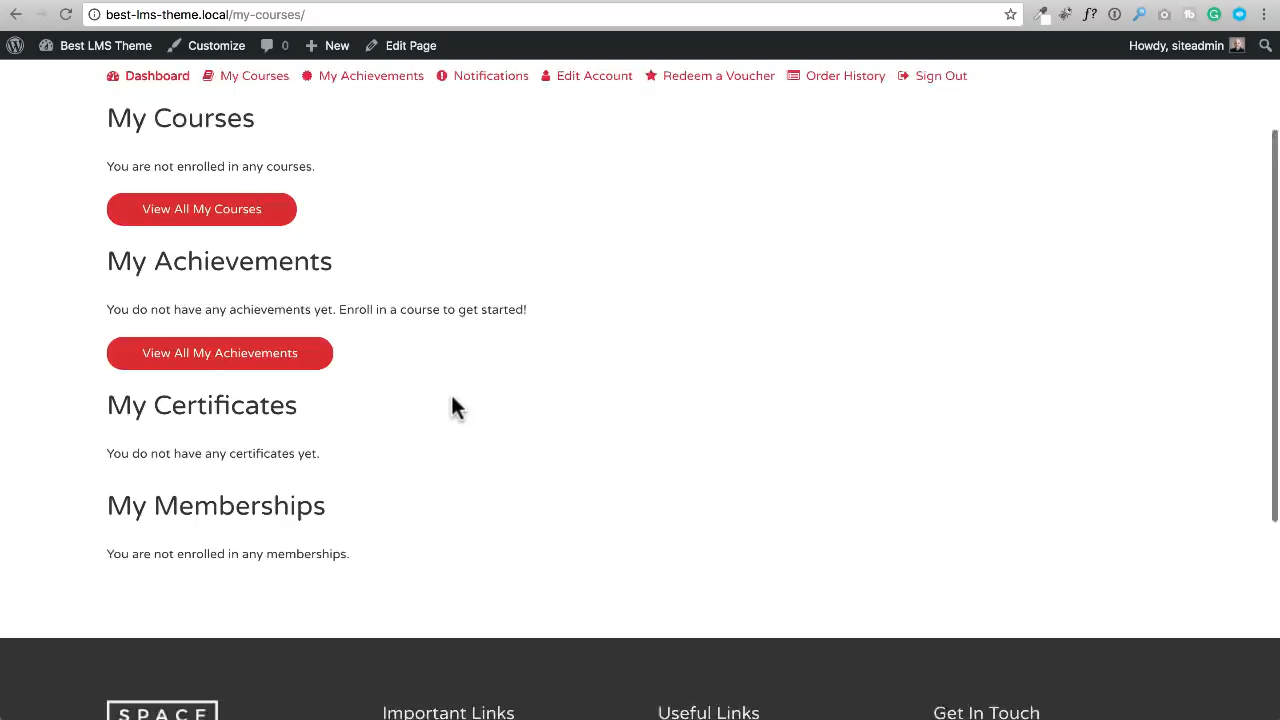 best-lms-theme.local/my-courses/
Best LMS Theme Customize 0 New Edit Page Howdy, siteadmin
Dashboard My Courses My Achievements Notifications Edit Account Redeem a Voucher Order History Sign Out
My Courses
You are not enrolled in any courses.
View All My Courses
My Achievements
You do not have any achievements yet. Enroll in a course to get started!
View All My Achievements
My Certificates
You do not have any certificates yet.
My Memberships
You are not enrolled in any memberships.
SPACE Important Links Useful Links Get In Touch